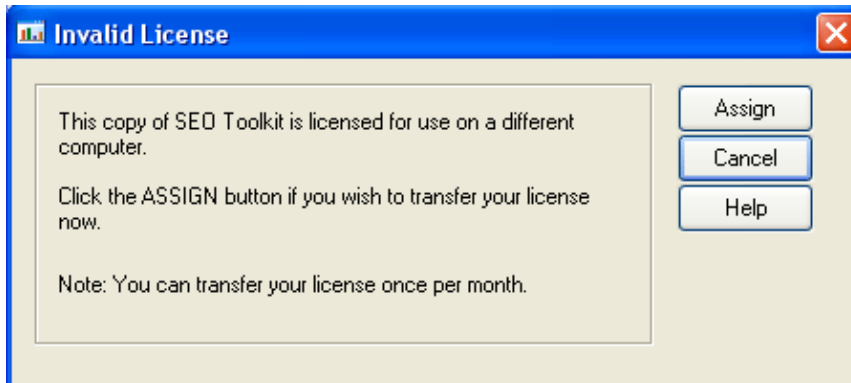 Invalid License
This copy of SEO Toolkit is licensed for use on a different
computer.
Click the ASSIGN button if you wish to transfer your license
now.
Note: You can transfer your license once per month.
Assign
Cancel
Help